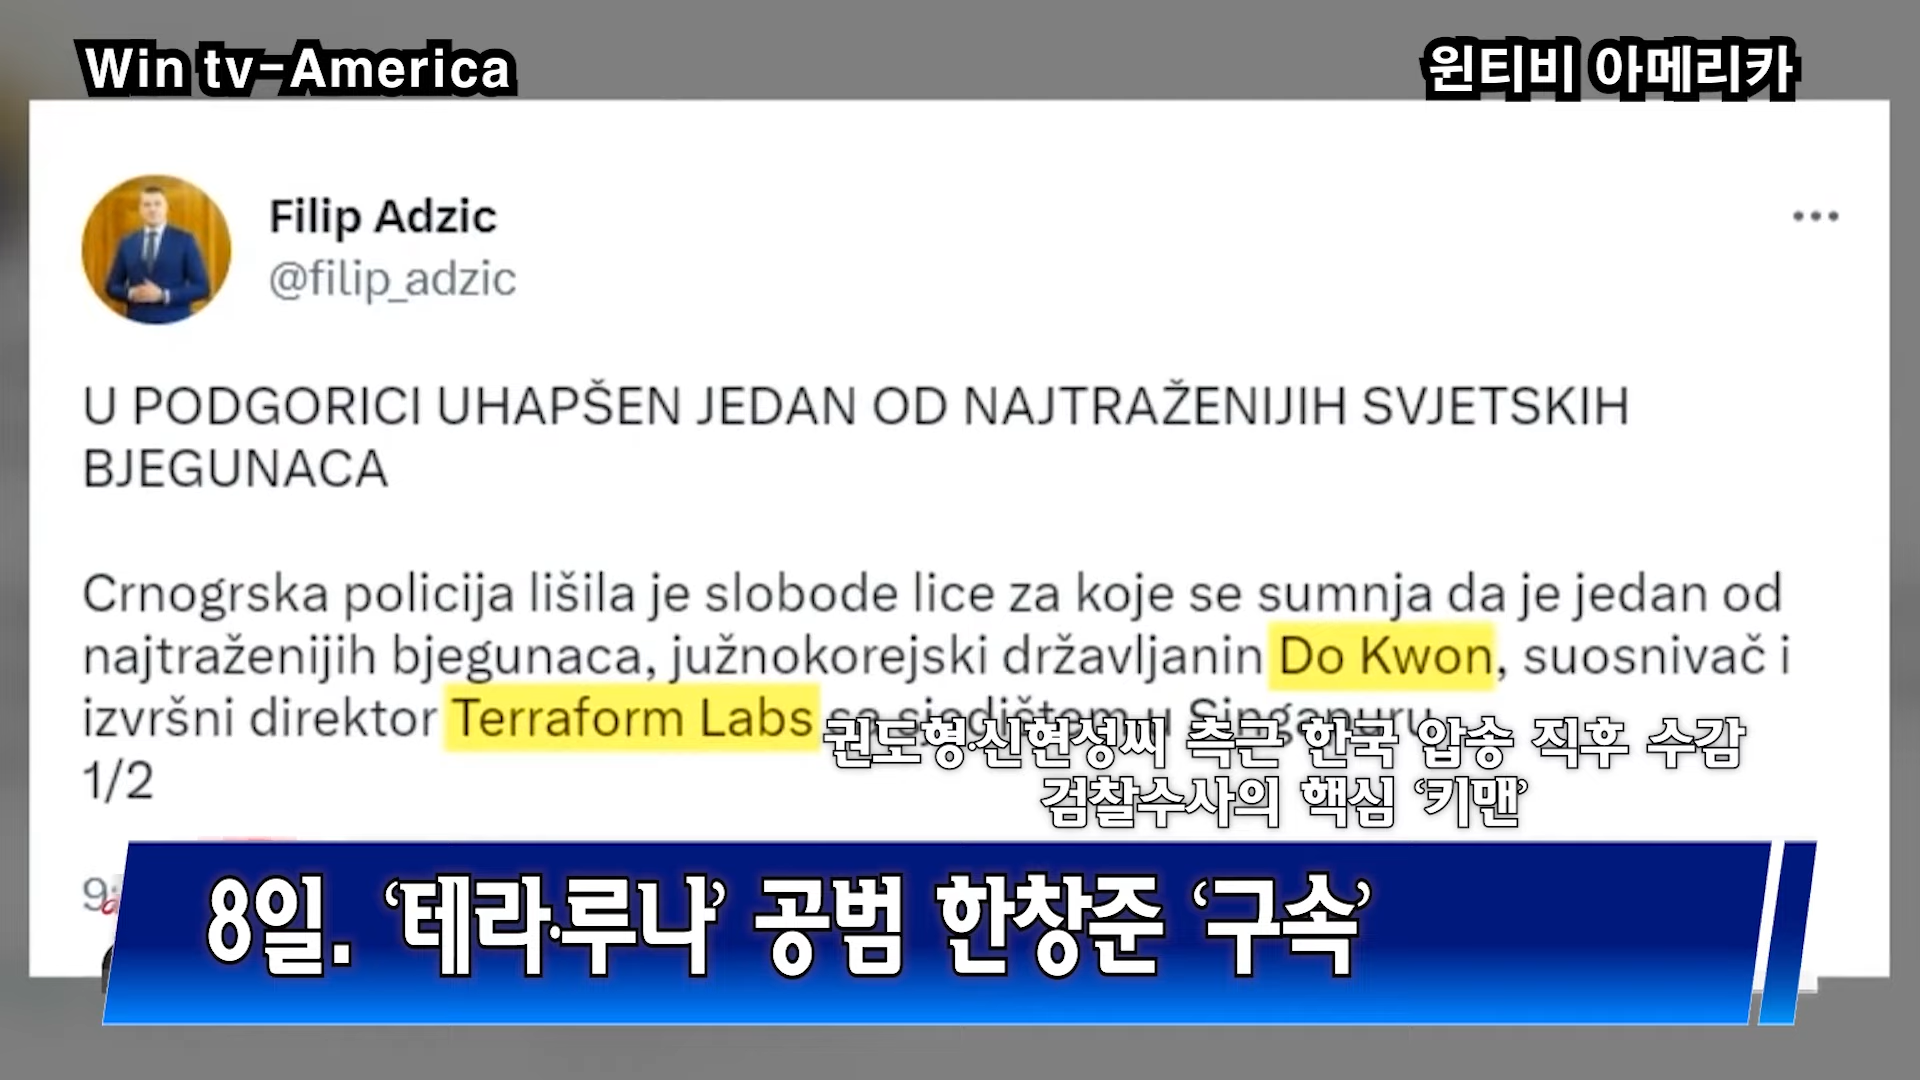 Win tv-America
윈티비 아메리카
Filip Adzic
@filip_adzic
U PODGORICI UHAPŠEN JEDAN OD NAJTRAŽENIJIH SVJETSKIH
BJEGUNACA
Crnogrska policija lišila je slobode lice za koje se sumnja da je jedan od
najtraženijih bjegunaca, južnokorejski državljanin Do Kwon, suosnivač i
izvršni direktor Terraform Labs sa sjedištem u Singapuru
1/2
권도형·신현성씨 측근 한국 압송 직후 수감
검찰수사의 핵심 ‘키맨’
8일. ‘테라·루나’ 공범 한창준 ‘구속’